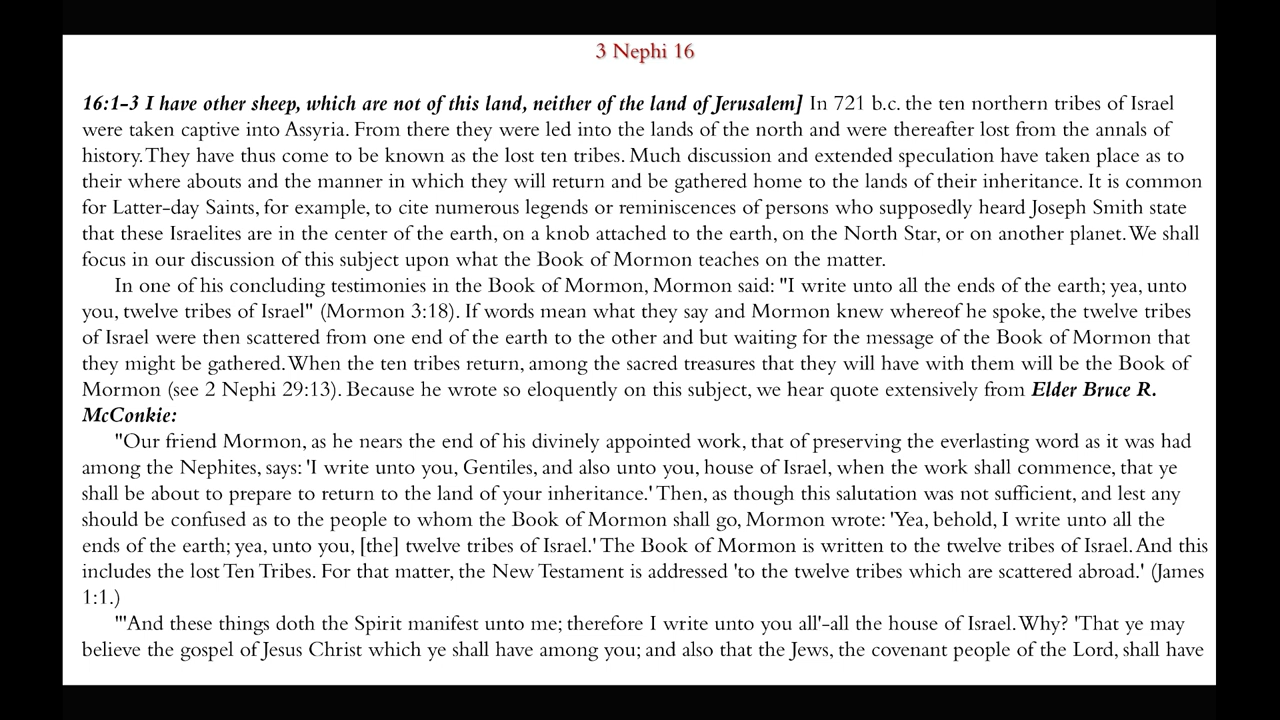 3 Nephi 16
16:1-3 I have other sheep, which are not of this land, neither of the land of Jerusalem] In 721 b.c. the ten northern tribes of Israel
were taken captive into Assyria. From there they were led into the lands of the north and were thereafter lost from the annals of
history. They have thus come to be known as the lost ten tribes. Much discussion and extended speculation have taken place as to
their where abouts and the manner in which they will return and be gathered home to the lands of their inheritance. It is common
for Latter-day Saints, for example, to cite numerous legends or reminiscences of persons who supposedly heard Joseph Smith state
that these Israelites are in the center of the earth, on a knob attached to the earth, on the North Star, or on another planet. We shall
focus in our discussion of this subject upon what the Book of Mormon teaches on the matter.
In one of his concluding testimonies in the Book of Mormon, Mormon said: "I write unto all the ends of the earth; yea, unto
you, twelve tribes of Israel" (Mormon 3:18). If words mean what they say and Mormon knew whereof he spoke, the twelve tribes
of Israel were then scattered from one end of the earth to the other and but waiting for the message of the Book of Mormon that
they might be gathered. When the ten tribes return, among the sacred treasures that they will have with them will be the Book of
Mormon (see 2 Nephi 29:13). Because he wrote so eloquently on this subject, we hear quote extensively from Elder Bruce R.
McConkie:
"Our friend Mormon, as he nears the end of his divinely appointed work, that of preserving the everlasting word as it was had
among the Nephites, says: 'I write unto you, Gentiles, and also unto you, house of Israel, when the work shall commence, that ye
shall be about to prepare to return to the land of your inheritance.' Then, as though this salutation was not sufficient, and lest any
should be confused as to the people to whom the Book of Mormon shall go, Mormon wrote: 'Yea, behold, I write unto all the
ends of the earth; yea, unto you, [the] twelve tribes of Israel.' The Book of Mormon is written to the twelve tribes of Israel. And this
includes the lost Ten Tribes. For that matter, the New Testament is addressed 'to the twelve tribes which are scattered abroad.' (James
1:1.)
"'And these things doth the Spirit manifest unto me; therefore I write unto you all'-all the house of Israel. Why? 'That ye may
believe the gospel of Jesus Christ which ye shall have among you; and also that the Jews, the covenant people of the Lord, shall have